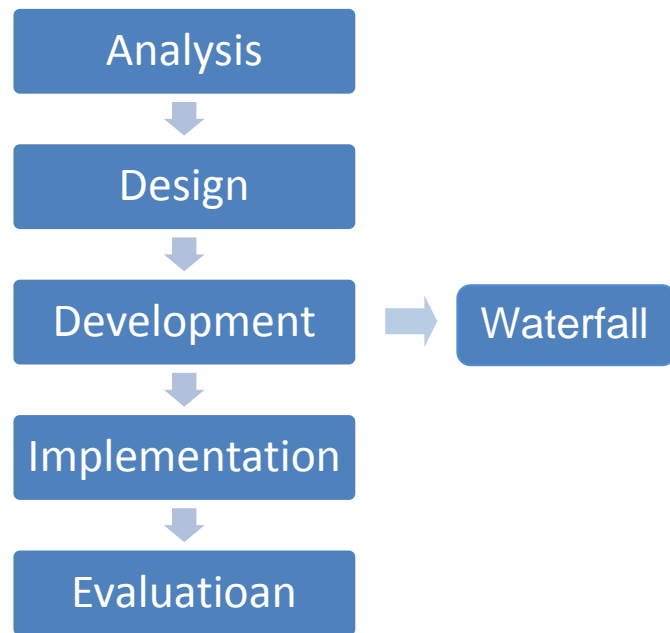 Analysis
Design
Development
Waterfall
Implementation
Evaluatioan